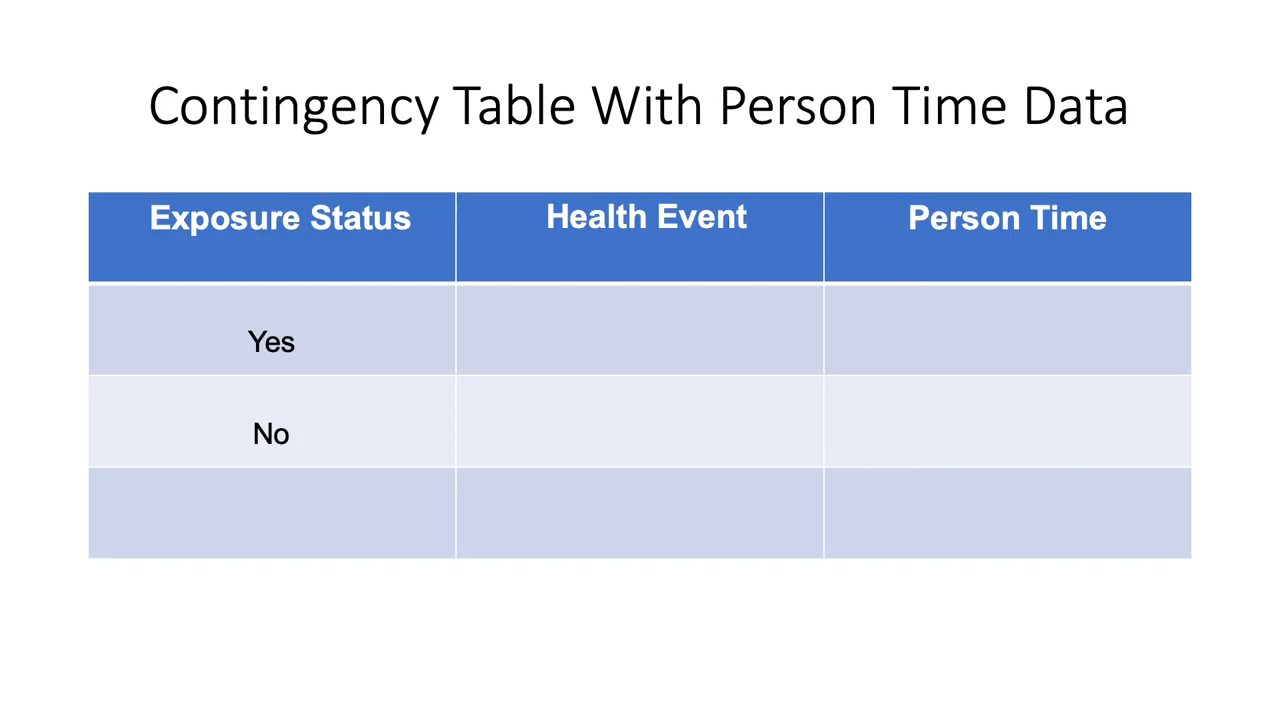 Contingency Table With Person Time Data
Exposure Status Health Event Person Time
Yes
No